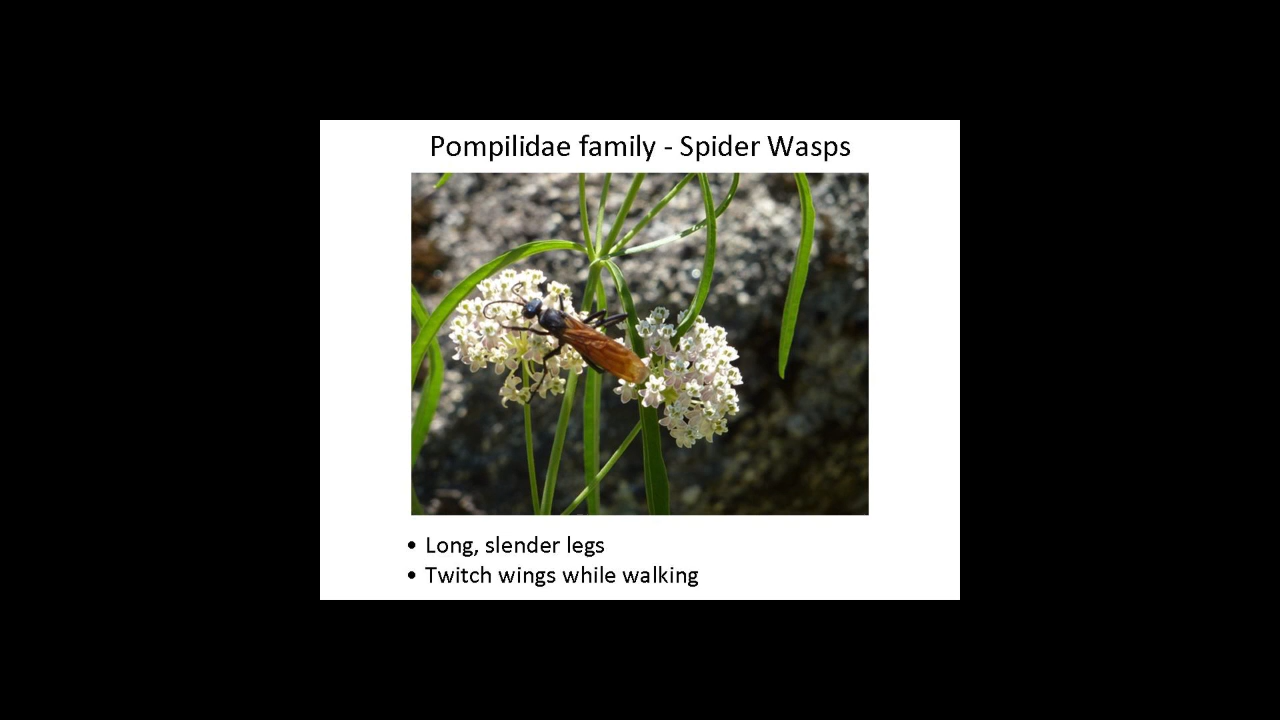 Pompilidae family - Spider Wasps
• Long, slender legs
• Twitch wings while walking